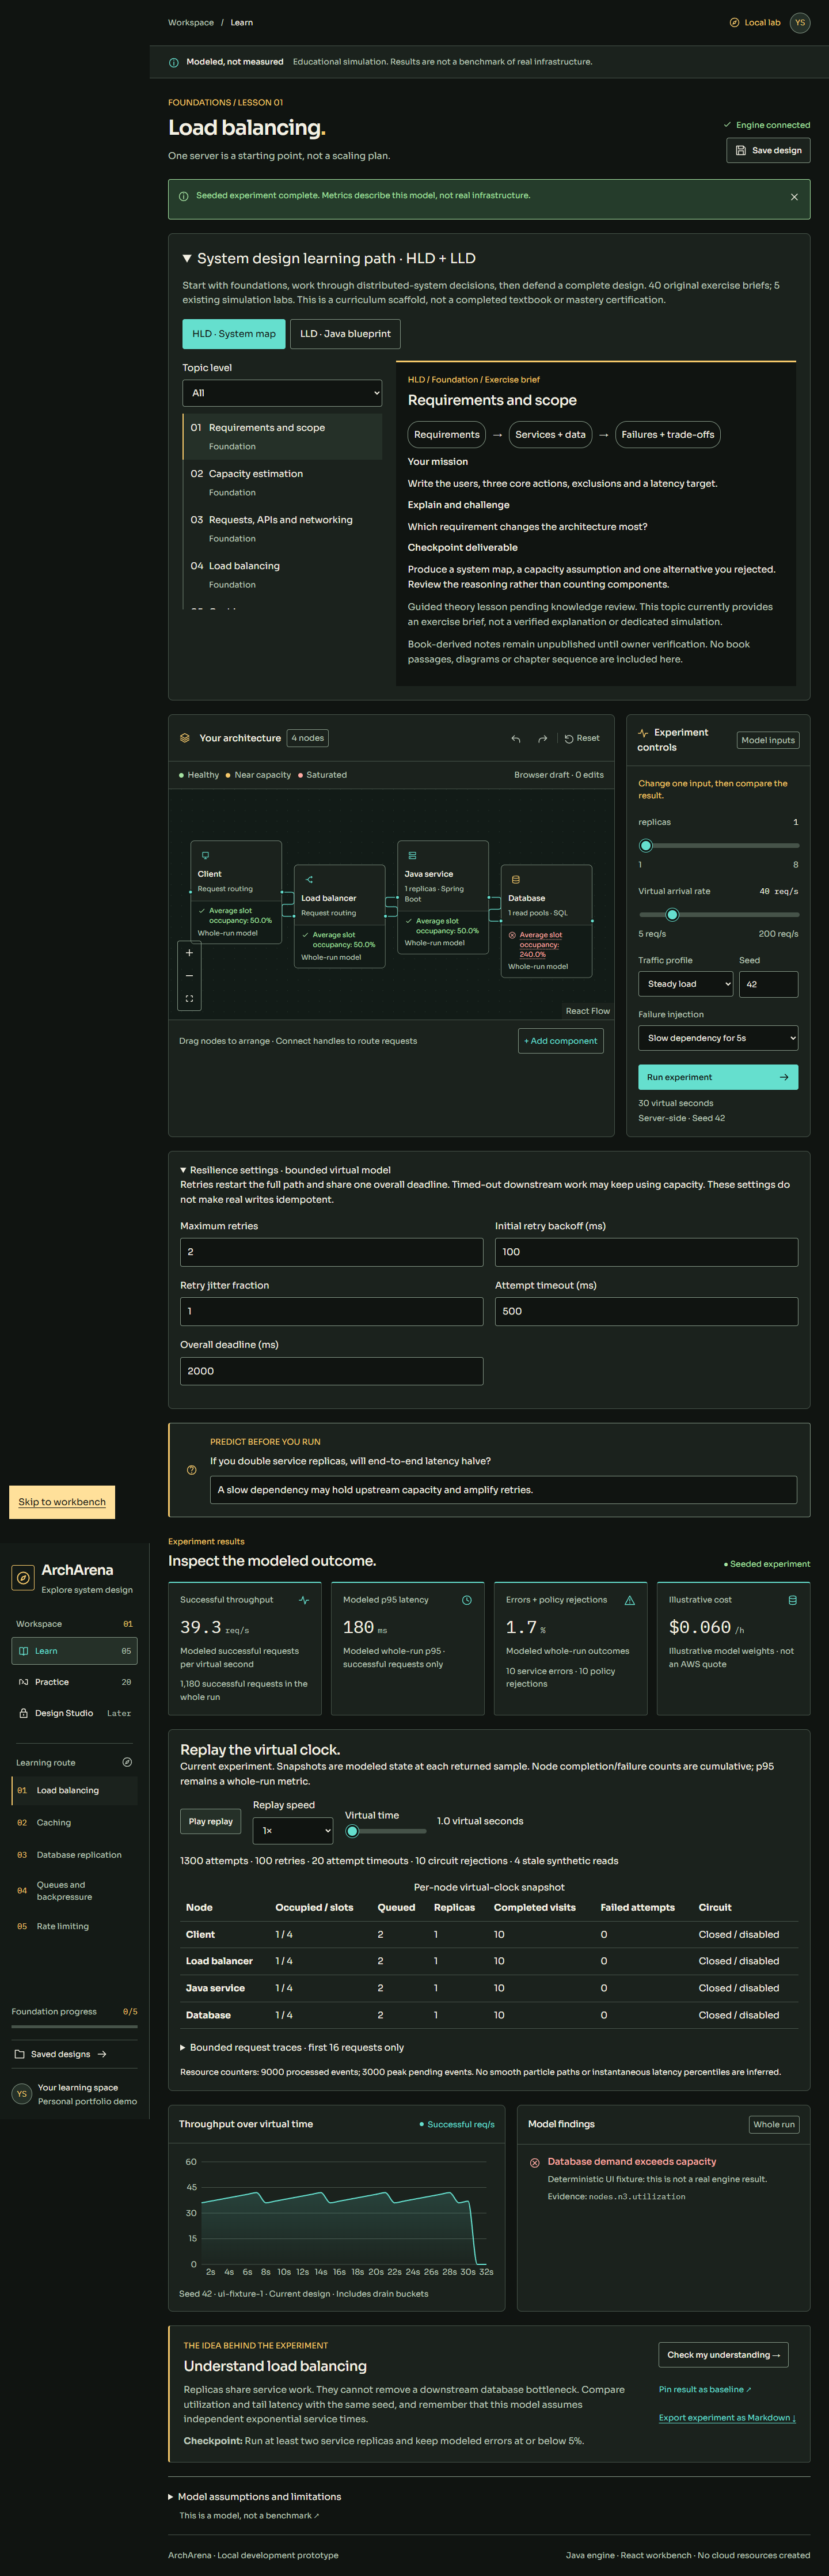 Workspace / Learn
Local lab
YS
Modeled, not measured Educational simulation. Results are not a benchmark of real infrastructure.
FOUNDATIONS / LESSON 01
Load balancing.
One server is a starting point, not a scaling plan.
Engine connected
Save design
Seeded experiment complete. Metrics describe this model, not real infrastructure.
System design learning path · HLD + LLD
Start with foundations, work through distributed-system decisions, then defend a complete design. 40 original exercise briefs; 5
existing simulation labs. This is a curriculum scaffold, not a completed textbook or mastery certification.
HLD · System map
LLD · Java blueprint
Topic level
All
01 Requirements and scope
Foundation
02 Capacity estimation
Foundation
03 Requests, APIs and networking
Foundation
04 Load balancing
Foundation
HLD / Foundation / Exercise brief
Requirements and scope
Requirements → Services + data → Failures + trade-offs
Your mission
Write the users, three core actions, exclusions and a latency target.
Explain and challenge
Which requirement changes the architecture most?
Checkpoint deliverable
Produce a system map, a capacity assumption and one alternative you rejected.
Review the reasoning rather than counting components.
Guided theory lesson pending knowledge review. This topic currently provides
an exercise brief, not a verified explanation or dedicated simulation.
Book-derived notes remain unpublished until owner verification. No book
passages, diagrams or chapter sequence are included here.
Your architecture
4 nodes
Reset
Healthy
Near capacity
Saturated
Browser draft · 0 edits
Client
Request routing
Average slot
occupancy: 50.0%
Whole-run model
Load balancer
Request routing
Average slot
occupancy: 50.0%
Whole-run model
Java service
1 replicas · Spring
Boot
Average slot
occupancy: 50.0%
Whole-run model
Database
1 read pools · SQL
Average slot
occupancy:
240.0%
Whole-run model
React Flow
Drag nodes to arrange · Connect handles to route requests
+ Add component
Experiment
controls
Model inputs
Change one input, then compare the
result.
replicas 1
1 8
Virtual arrival rate 40 req/s
5 req/s 200 req/s
Traffic profile
Steady load
Seed
42
Failure injection
Slow dependency for 5s
Run experiment →
30 virtual seconds
Server-side · Seed 42
Resilience settings · bounded virtual model
Retries restart the full path and share one overall deadline. Timed-out downstream work may keep using capacity. These settings do
not make real writes idempotent.
Maximum retries
2
Initial retry backoff (ms)
100
Retry jitter fraction
1
Attempt timeout (ms)
500
Overall deadline (ms)
2000
PREDICT BEFORE YOU RUN
If you double service replicas, will end-to-end latency halve?
A slow dependency may hold upstream capacity and amplify retries.
Skip to workbench
ArchArena
Explore system design
Workspace 01
Learn 05
Practice 20
Design Studio Later
Learning route
01 Load balancing
02 Caching
03 Database replication
04 Queues and
backpressure
05 Rate limiting
Foundation progress 0/5
Saved designs →
YS
Your learning space
Personal portfolio demo
Experiment results
Inspect the modeled outcome.
Seeded experiment
Successful throughput
39.3 req/s
Modeled successful requests
per virtual second
1,180 successful requests in the
whole run
Modeled p95 latency
180 ms
Modeled whole-run p95 ·
successful requests only
Errors + policy rejections
1.7 %
Modeled whole-run outcomes
10 service errors · 10 policy
rejections
Illustrative cost
$0.060 /h
Illustrative model weights · not
an AWS quote
Replay the virtual clock.
Current experiment. Snapshots are modeled state at each returned sample. Node completion/failure counts are cumulative; p95
remains a whole-run metric.
Play replay
Replay speed
1×
Virtual time
1.0 virtual seconds
1300 attempts · 100 retries · 20 attempt timeouts · 10 circuit rejections · 4 stale synthetic reads
Per-node virtual-clock snapshot
Node Occupied / slots Queued Replicas Completed visits Failed attempts Circuit
Client 1 / 4 2 1 10 0 Closed / disabled
Load balancer 1 / 4 2 1 10 0 Closed / disabled
Java service 1 / 4 2 1 10 0 Closed / disabled
Database 1 / 4 2 1 10 0 Closed / disabled
Bounded request traces · first 16 requests only
Resource counters: 9000 processed events; 3000 peak pending events. No smooth particle paths or instantaneous latency percentiles are inferred.
Throughput over virtual time
Successful req/s
60
45
30
15
0
2s 4s 6s 8s 10s 12s 14s 16s 18s 20s 22s 24s 26s 28s 30s 32s
Seed 42 · ui-fixture-1 · Current design · Includes drain buckets
Model findings
Whole run
Database demand exceeds capacity
Deterministic UI fixture: this is not a real engine result.
Evidence: nodes.n3.utilization
THE IDEA BEHIND THE EXPERIMENT
Understand load balancing
Replicas share service work. They cannot remove a downstream database bottleneck. Compare
utilization and tail latency with the same seed, and remember that this model assumes
independent exponential service times.
Checkpoint: Run at least two service replicas and keep modeled errors at or below 5%.
Check my understanding →
Pin result as baseline ↗
Export experiment as Markdown ↓
Model assumptions and limitations
This is a model, not a benchmark ↗
ArchArena · Local development prototype
Java engine · React workbench · No cloud resources created